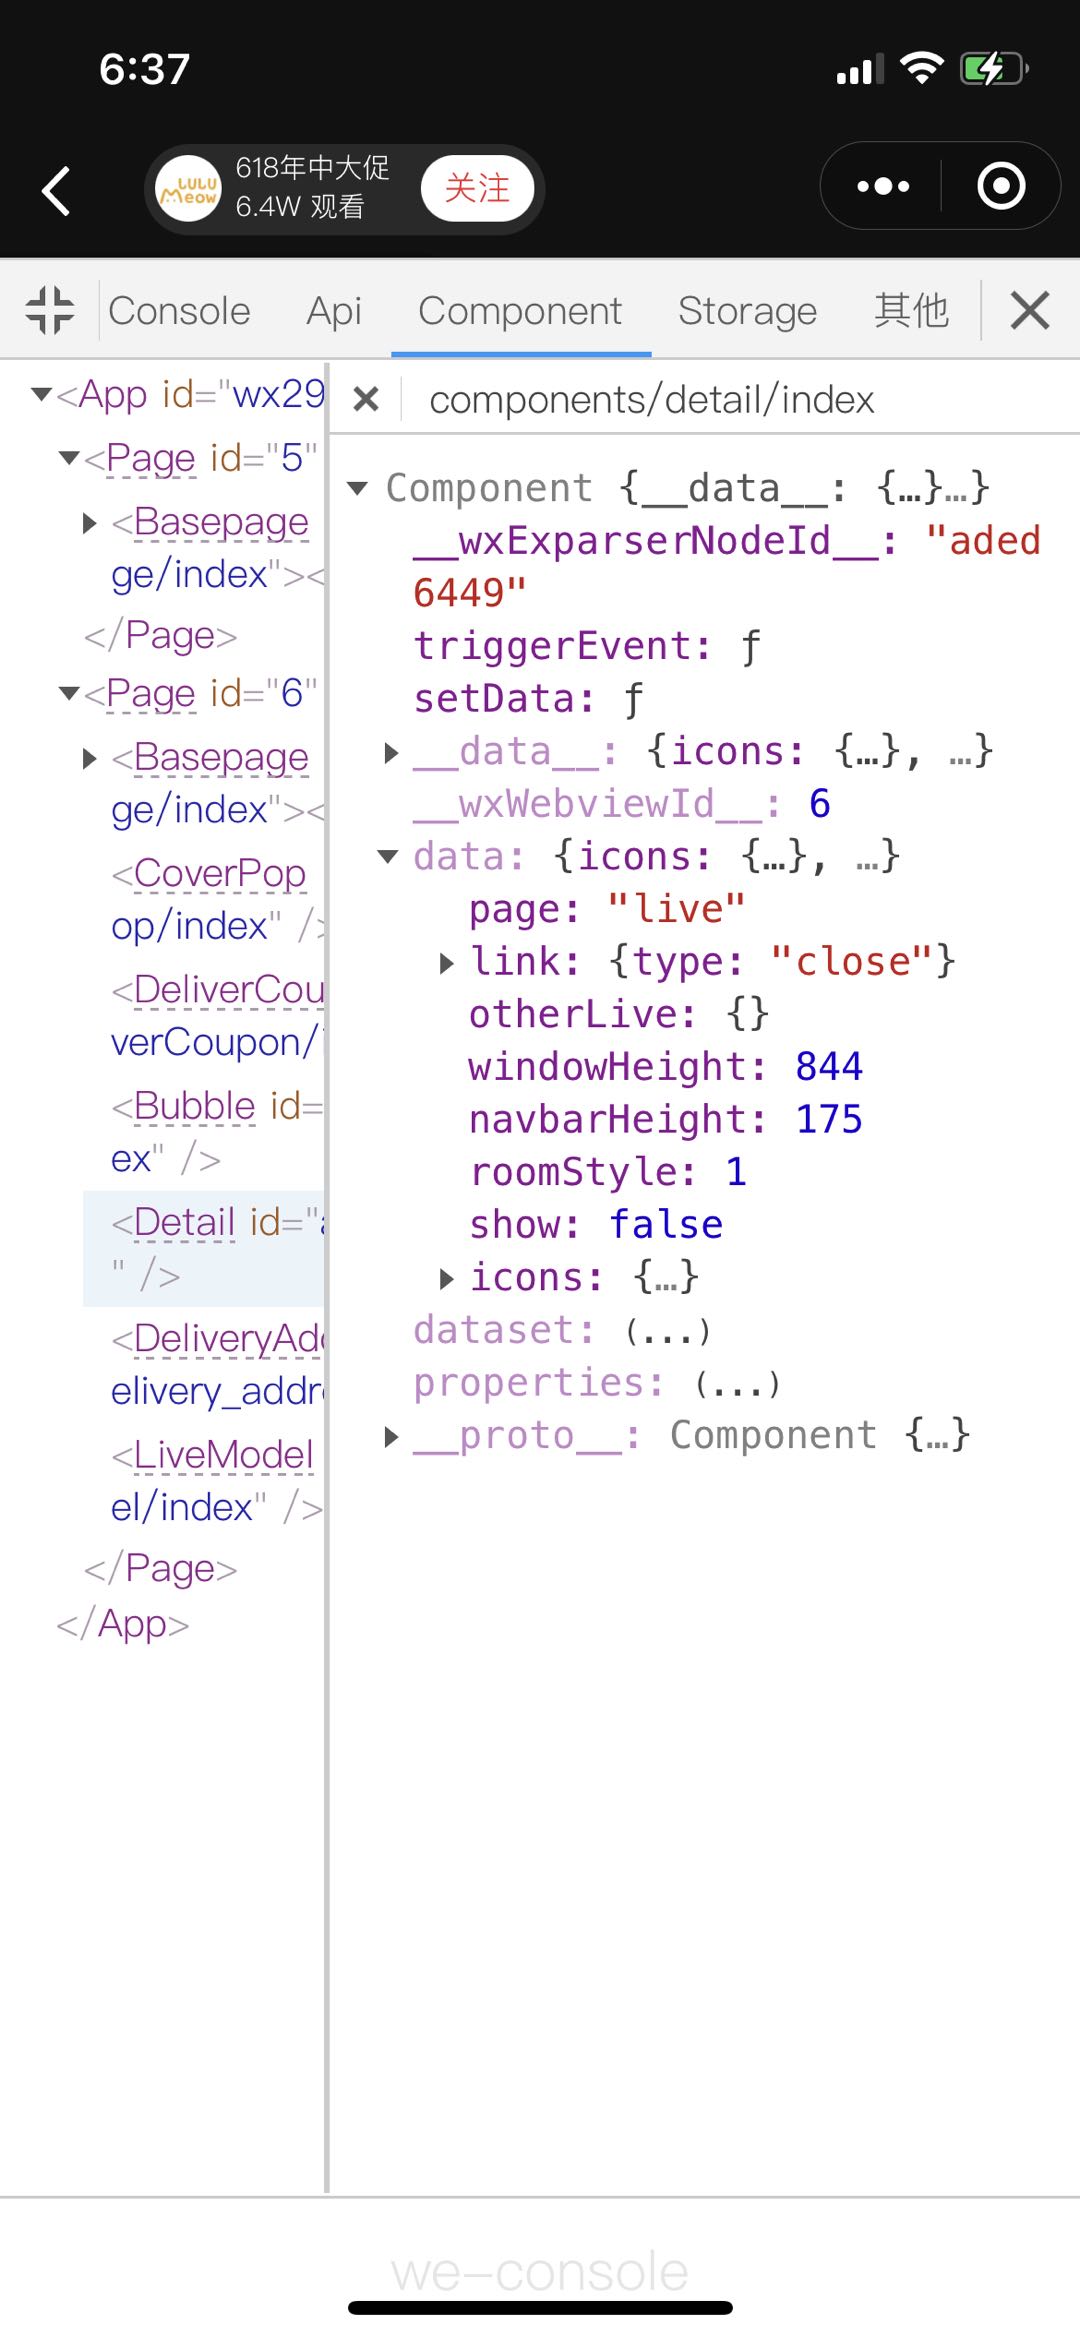 6:37
LULU
Meow
618年中大促
6.4W 观看
关注
Console
Api
Component
Storage
其他
<App id="wx29
<Page id="5"
<Basepage
ge/index"><
</Page>
<Page id="6"
<Basepage
ge/index"><
<CoverPop
op/index" />
<DeliverCou
verCoupon/i
<Bubble id=
ex" />
<Detail id="a
" />
<DeliveryAdd
elivery_addre
<LiveModel
el/index" />
</Page>
</App>
components/detail/index
Component {__data__: {…}…}
__wxExparserNodeId__: "aded
6449"
triggerEvent: ƒ
setData: ƒ
__data__: {icons: {…}, …}
__wxWebviewId__: 6
data: {icons: {…}, …}
page: "live"
link: {type: "close"}
otherLive: {}
windowHeight: 844
navbarHeight: 175
roomStyle: 1
show: false
icons: {…}
dataset: (...)
properties: (...)
__proto__: Component {…}
we-console